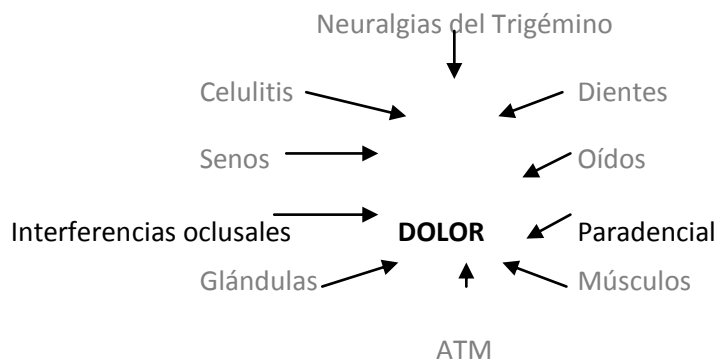 Neuralgias del Trigémino
Celulitis Dientes
Senos Oídos
Interferencias oclusales DOLOR Paradencial
Glándulas Músculos
ATM